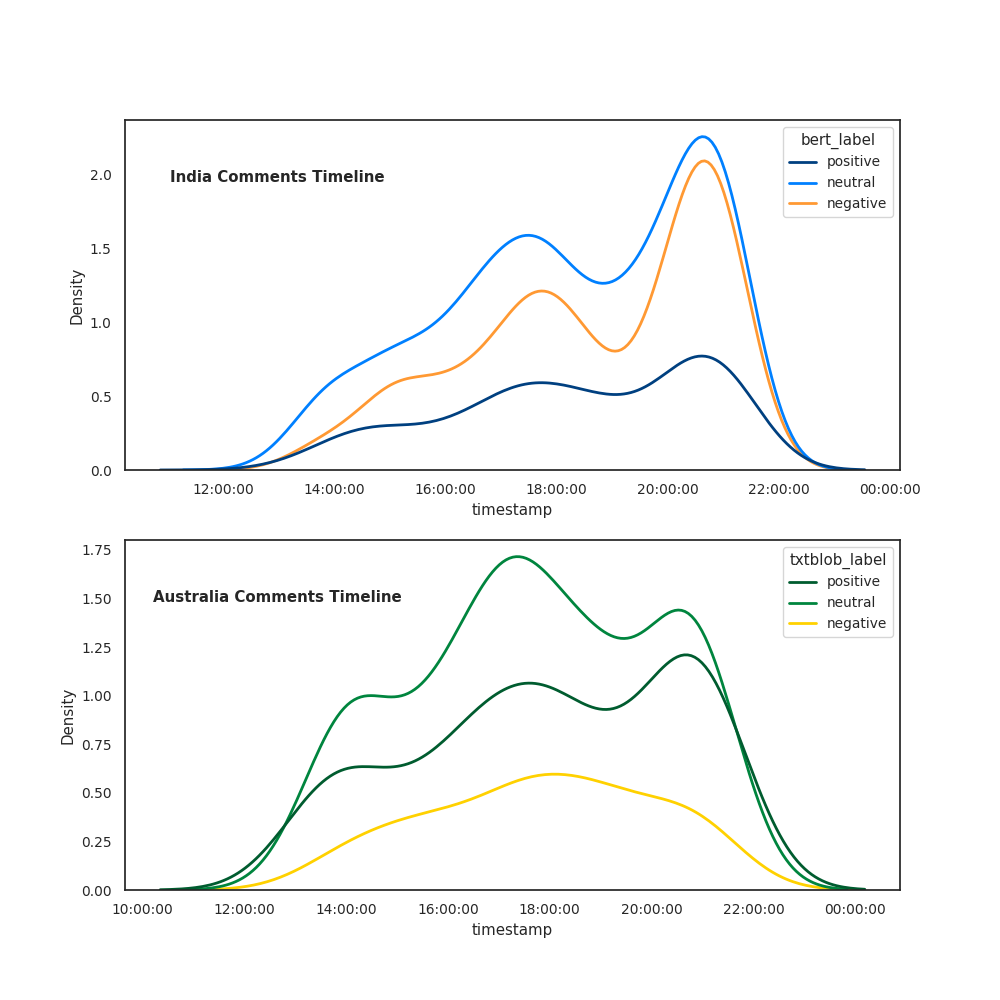 India Comments Timeline
bert_label
positive
neutral
negative
Density
2.0
1.5
1.0
0.5
0.0
12:00:00 14:00:00 16:00:00 18:00:00 20:00:00 22:00:00 00:00:00
timestamp
Australia Comments Timeline
txtblob_label
positive
neutral
negative
Density
1.75
1.50
1.25
1.00
0.75
0.50
0.25
0.00
10:00:00 12:00:00 14:00:00 16:00:00 18:00:00 20:00:00 22:00:00 00:00:00
timestamp